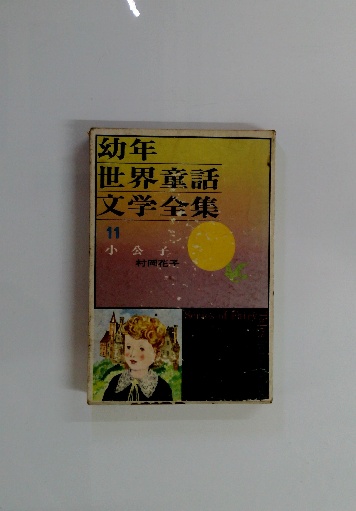 幼年
世界童話
文学全集
11
小公子
村岡花子